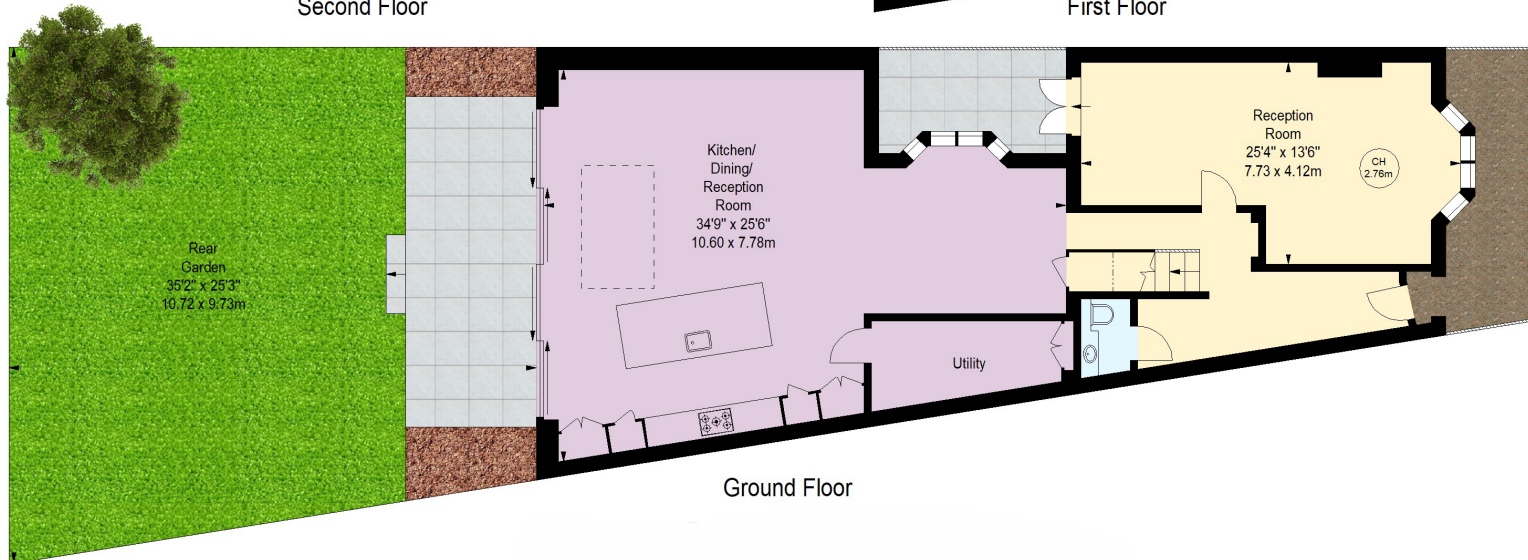 Second Floor
First Floor
Kitchen/
Dining/
Reception
Room
34'9" x 25'6"
10.60 x 7.78m
Reception
Room
25'4" x 13'6"
7.73 x 4.12m
CH
2.76m
Rear
Garden
35'2" x 25'3"
10.72 x 9.73m
Utility
Ground Floor